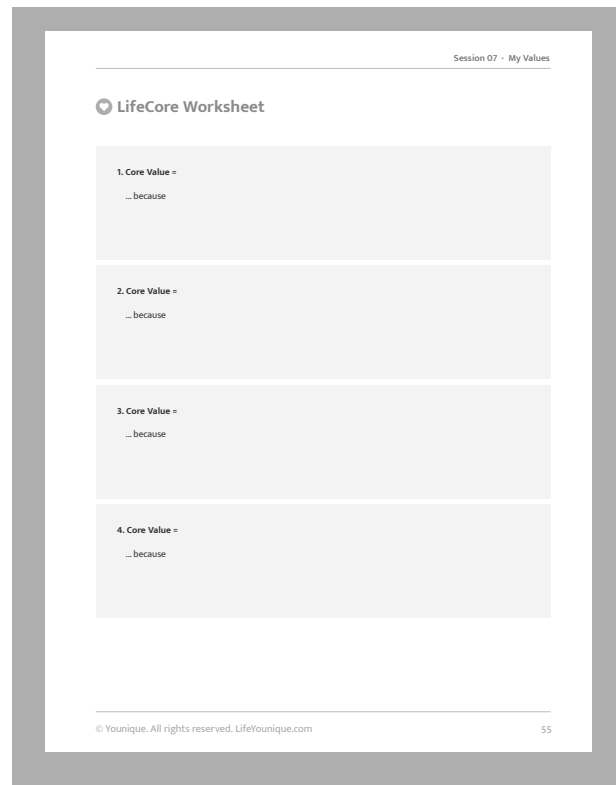 Session 07 - My Values
LifeCore Worksheet
1. Core Value =
... because
2. Core Value =
... because
3. Core Value =
... because
4. Core Value =
... because
© Younique. All rights reserved. LifeYounique.com
55